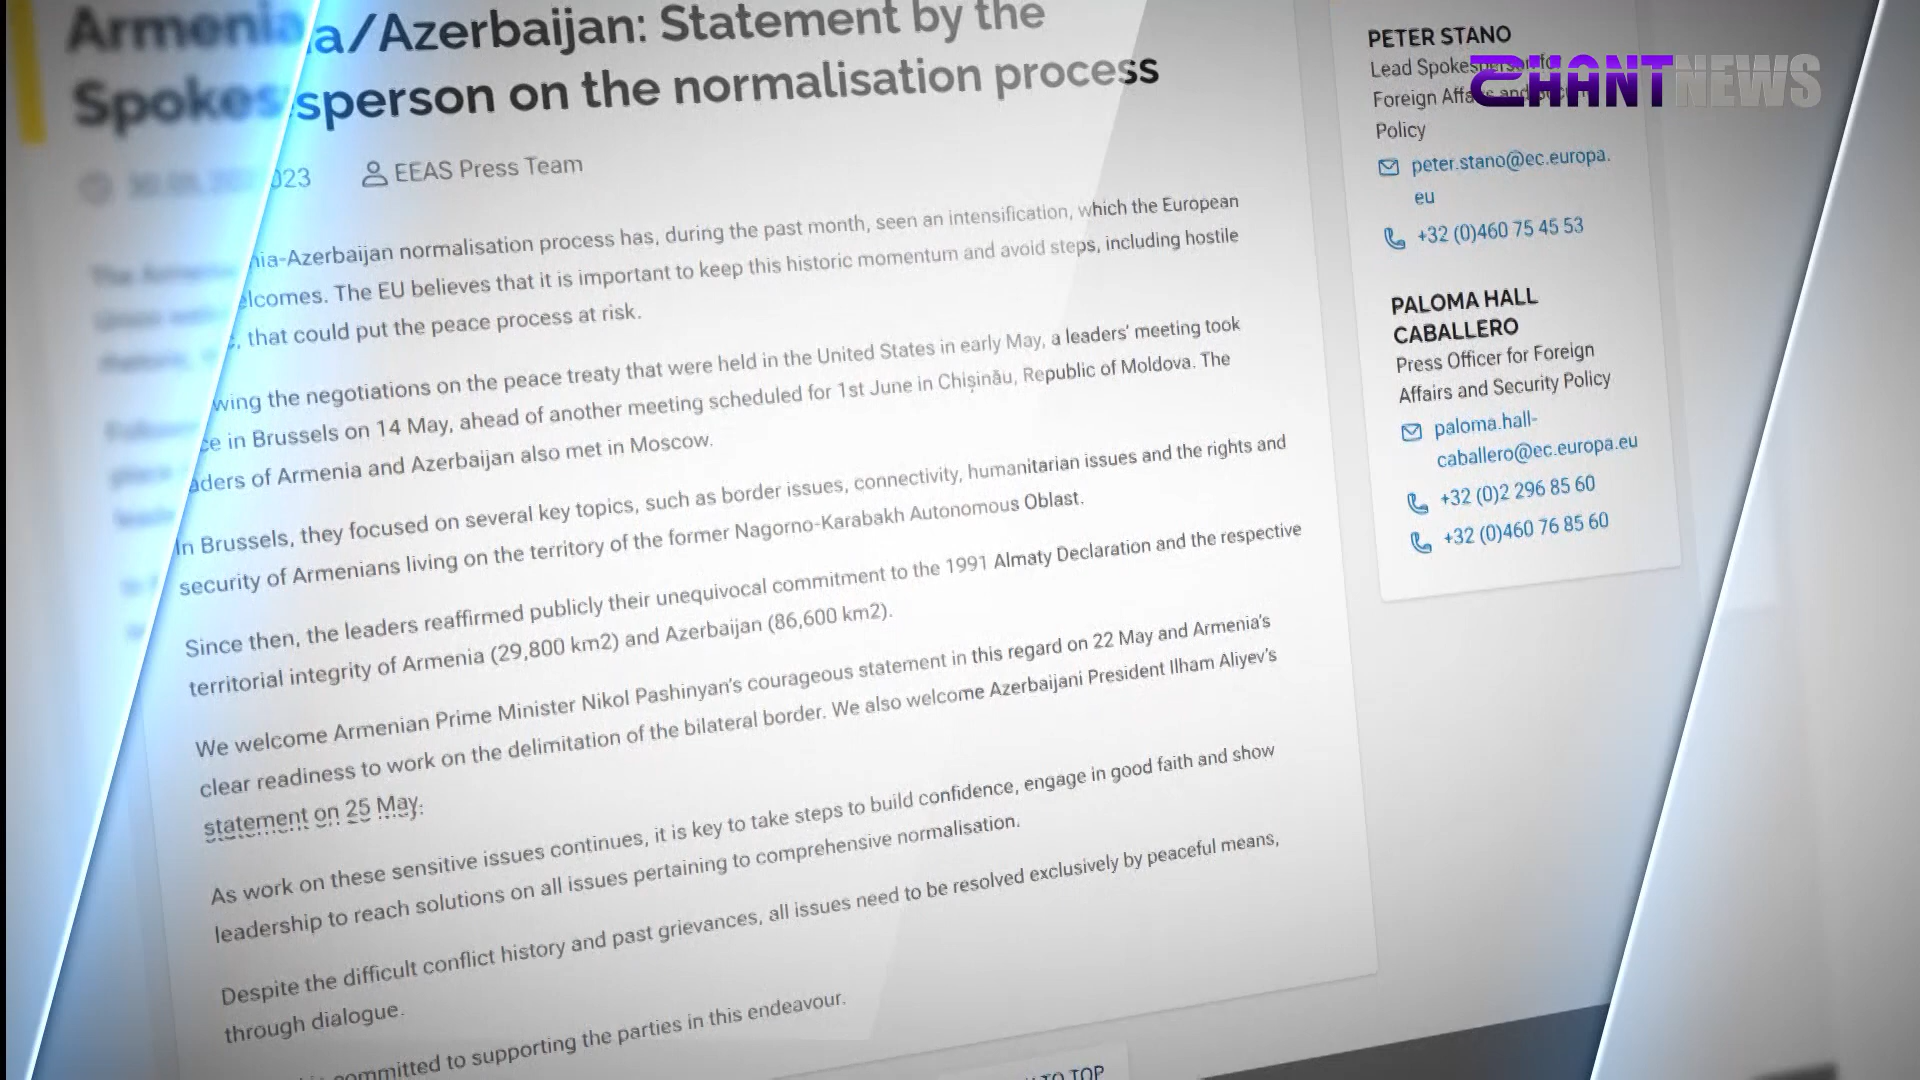 Armenia/Azerbaijan: Statement by the
Spokesperson on the normalisation process
023
EEAS Press Team
nia-Azerbaijan normalisation process has, during the past month, seen an intensification, which the European
elcomes. The EU believes that it is important to keep this historic momentum and avoid steps, including hostile
that could put the peace process at risk.
wing the negotiations on the peace treaty that were held in the United States in early May, a leaders' meeting took
ce in Brussels on 14 May, ahead of another meeting scheduled for 1st June in Chișinău, Republic of Moldova. The
aders of Armenia and Azerbaijan also met in Moscow.
In Brussels, they focused on several key topics, such as border issues, connectivity, humanitarian issues and the rights and
security of Armenians living on the territory of the former Nagorno-Karabakh Autonomous Oblast.
Since then, the leaders reaffirmed publicly their unequivocal commitment to the 1991 Almaty Declaration and the respective
territorial integrity of Armenia (29,800 km2) and Azerbaijan (86,600 km2).
We welcome Armenian Prime Minister Nikol Pashinyan's courageous statement in this regard on 22 May and Armenia's
clear readiness to work on the delimitation of the bilateral border. We also welcome Azerbaijani President Ilham Aliyev's
statement on 25 May.
As work on these sensitive issues continues, it is key to take steps to build confidence, engage in good faith and show
leadership to reach solutions on all issues pertaining to comprehensive normalisation.
Despite the difficult conflict history and past grievances, all issues need to be resolved exclusively by peaceful means,
through dialogue.
committed to supporting the parties in this endeavour.
TO TOP
PETER STANO
Lead Spokesperson for
Foreign Affairs and Security
Policy
peter.stano@ec.europa.
eu
+32 (0)460 75 45 53
PALOMA HALL
CABALLERO
Press Officer for Foreign
Affairs and Security Policy
paloma.hall-
caballero@ec.europa.eu
+32 (0)2 296 85 60
+32 (0)460 76 85 60
SHANTNEWS